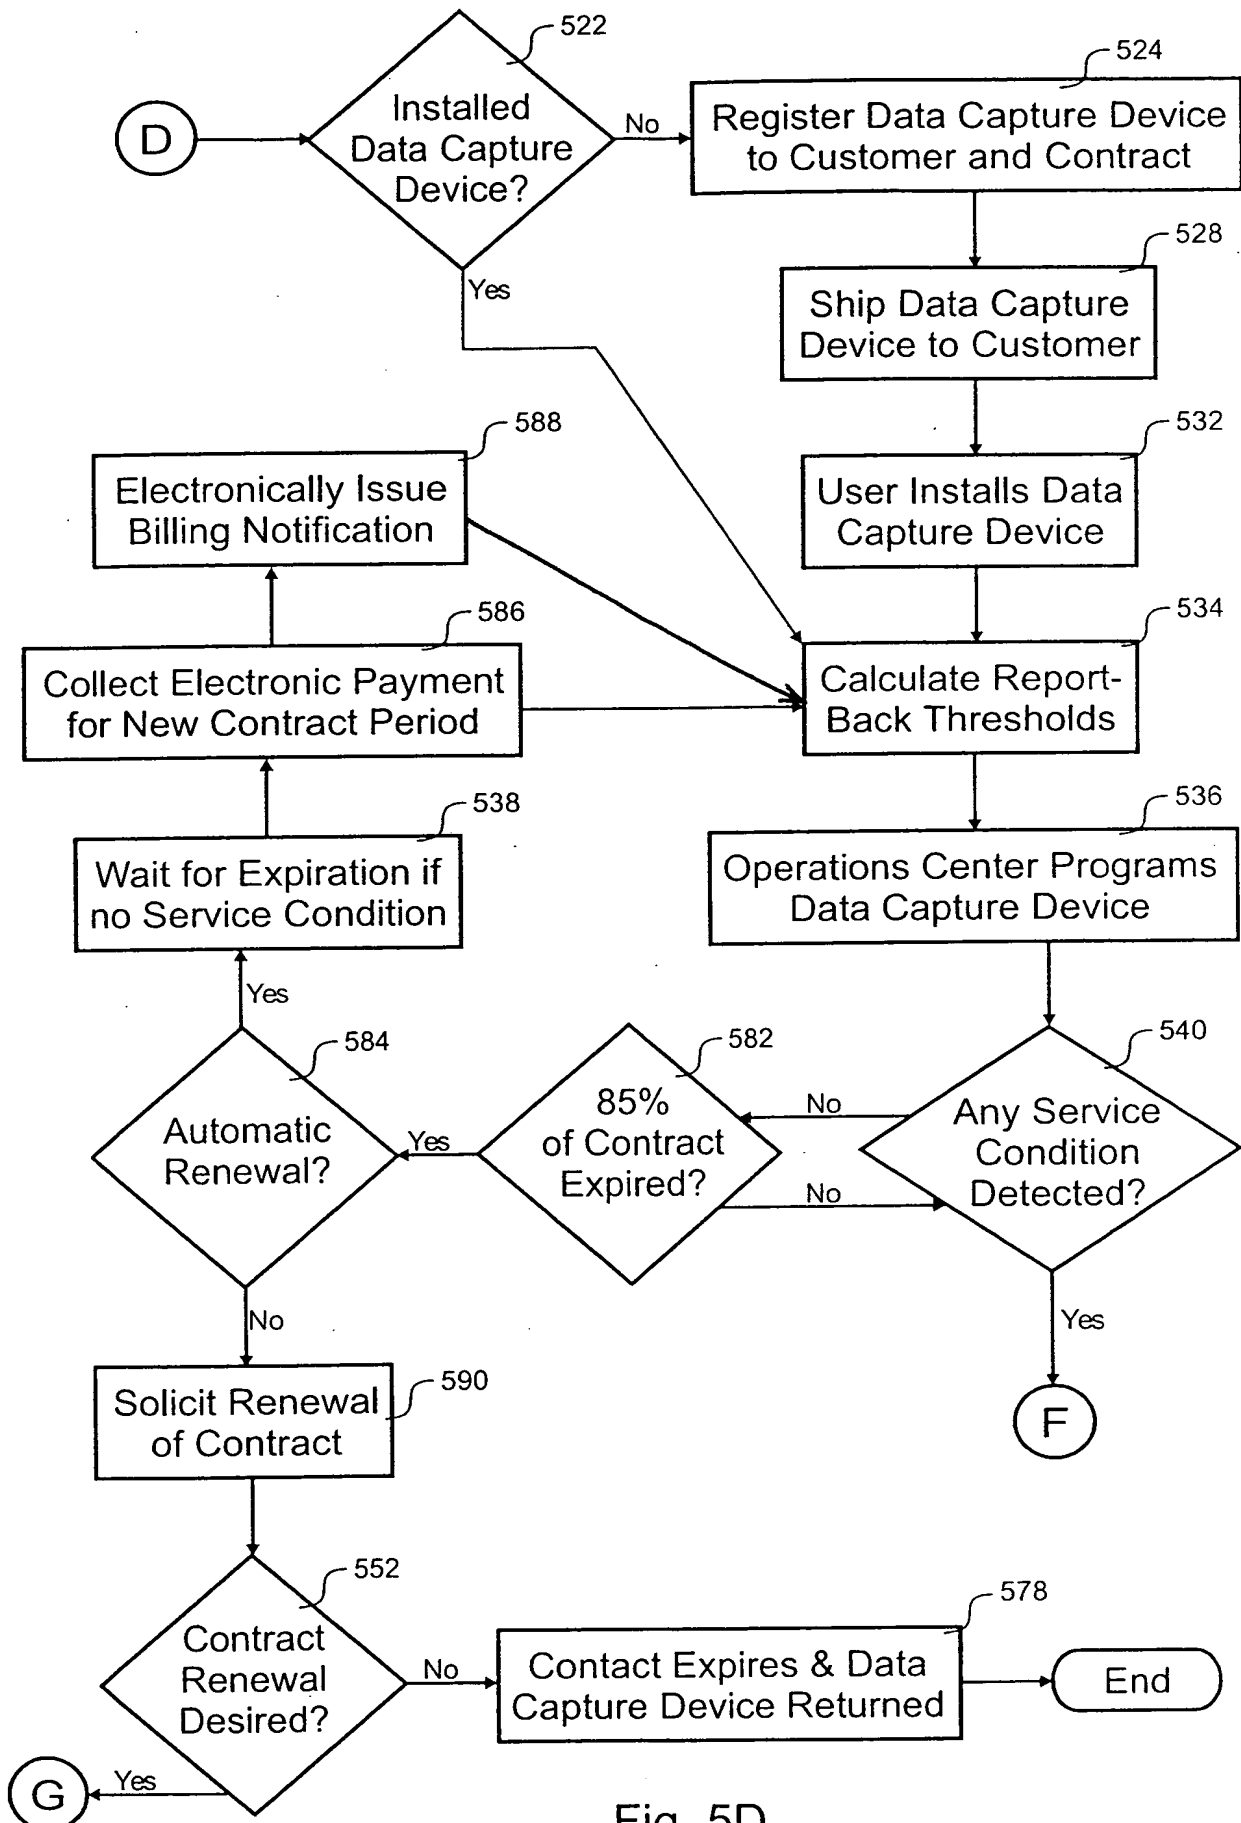 522
524
D
Installed
Data Capture
Device?
No
Register Data Capture Device
to Customer and Contract
Yes
528
Ship Data Capture
Device to Customer
588
Electronically Issue
Billing Notification
532
User Installs Data
Capture Device
586
Collect Electronic Payment
for New Contract Period
534
Calculate Report-
Back Thresholds
538
Wait for Expiration if
no Service Condition
536
Operations Center Programs
Data Capture Device
Yes
584
Automatic
Renewal?
Yes
582
85%
of Contract
Expired?
No
No
540
Any Service
Condition
Detected?
No
Yes
590
Solicit Renewal
of Contract
F
552
Contract
Renewal
Desired?
No
578
Contact Expires & Data
Capture Device Returned
End
Yes
G
Fig. 5D